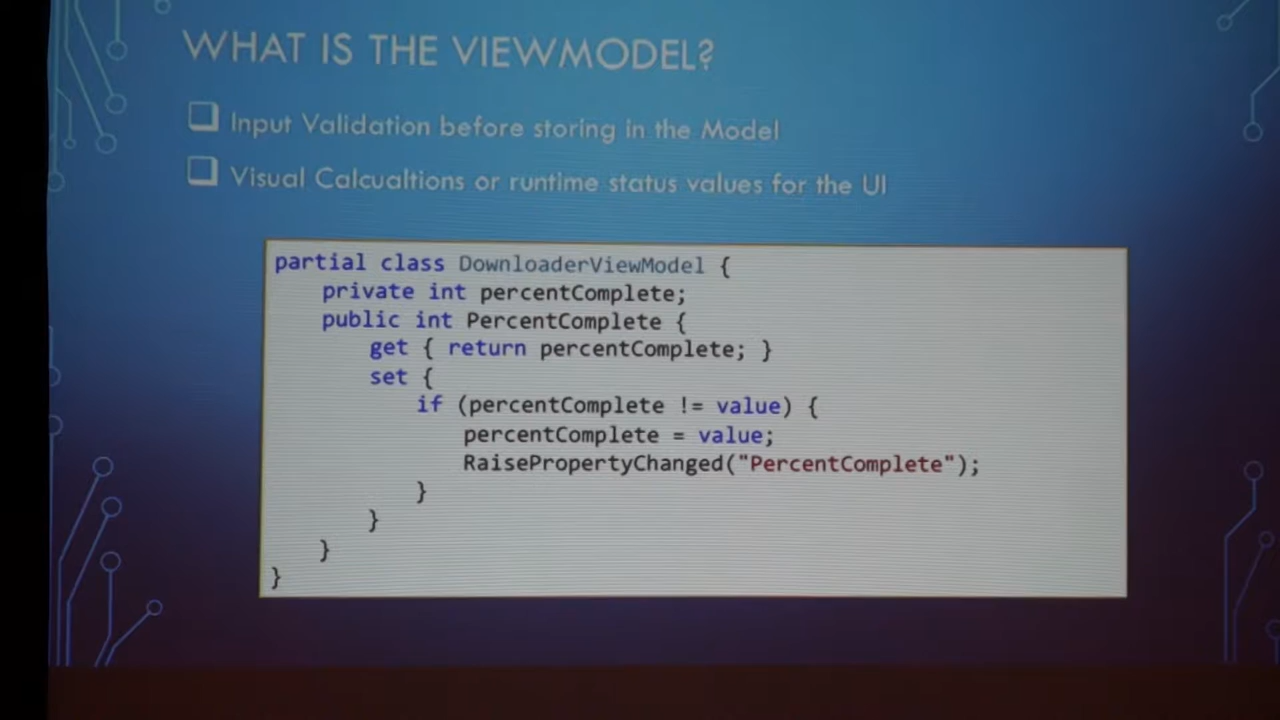 WHAT IS THE VIEWMODEL?
Input Validation before storing in the Model
Visual Calcualtions or runtime status values for the UI
partial class DownloaderViewModel {
private int percentComplete;
public int PercentComplete {
get { return percentComplete; }
set {
if (percentComplete != value) {
percentComplete = value;
RaisePropertyChanged("PercentComplete");
}
}
}
}